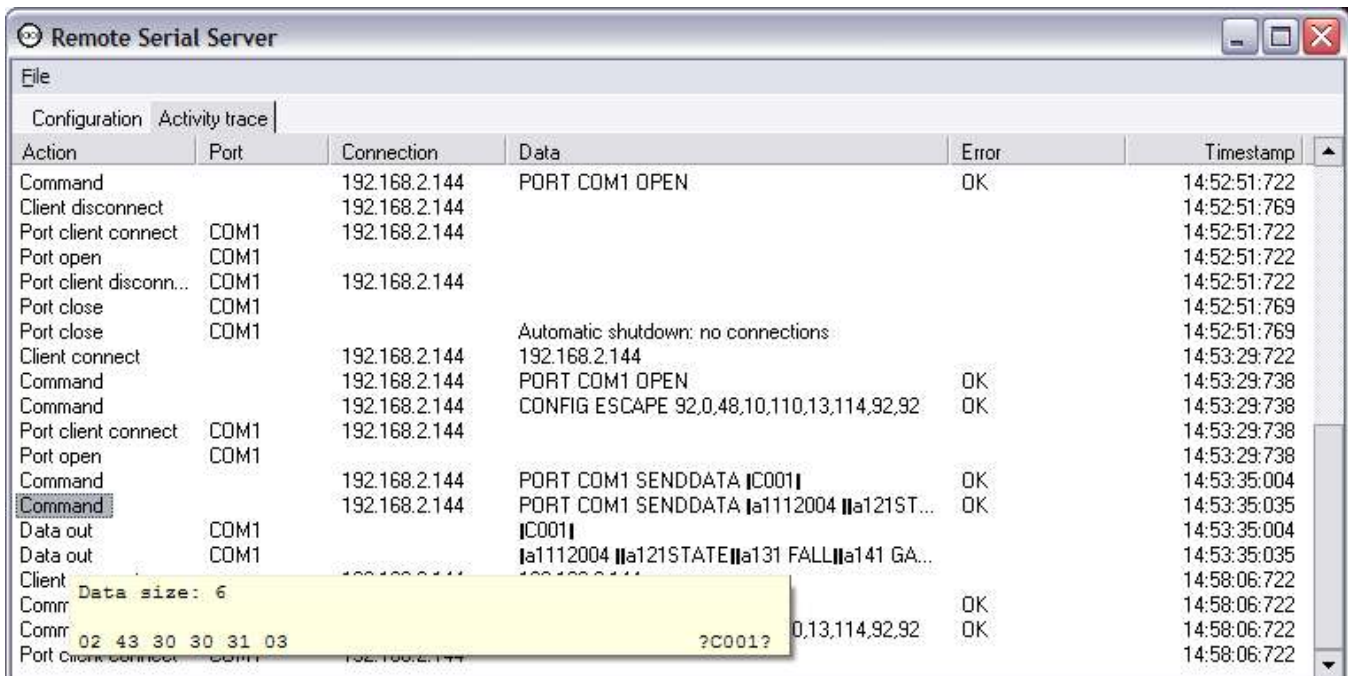 Remote Serial Server
File
Configuration Activity trace
Action Port Connection Data Error Timestamp
Command 192.168.2.144 PORT COM1 OPEN OK 14:52:51:722
Client disconnect 192.168.2.144 14:52:51:769
Port client connect COM1 192.168.2.144 14:52:51:722
Port open COM1 14:52:51:722
Port client disconn... COM1 192.168.2.144 14:52:51:722
Port close COM1 14:52:51:769
Port close COM1 Automatic shutdown: no connections 14:52:51:769
Client connect 192.168.2.144 192.168.2.144 14:53:29:722
Command 192.168.2.144 PORT COM1 OPEN OK 14:53:29:738
Command 192.168.2.144 CONFIG ESCAPE 92,0,48,10,110,13,114,92,92 OK 14:53:29:738
Port client connect COM1 192.168.2.144 14:53:29:738
Port open COM1 14:53:29:738
Command 192.168.2.144 PORT COM1 SENDDATA |C001| OK 14:53:35:004
Command 192.168.2.144 PORT COM1 SENDDATA |a1112004 ||a121ST... OK 14:53:35:035
Data out COM1 |C001| 14:53:35:004
Data out COM1 |a1112004 ||a121STATE||a131 FALL||a141 GA... 14:53:35:035
Client 14:58:06:722
Data size: 6
Comm OK 14:58:06:722
Comm 0,13,114,92,92 OK 14:58:06:722
02 43 30 30 31 03 ?C001?
Port 14:58:06:722